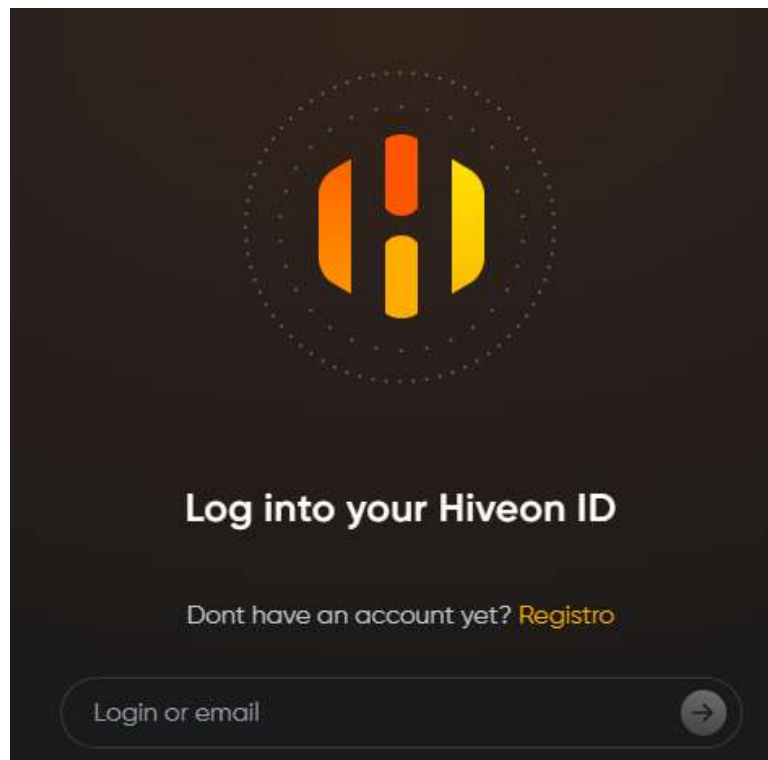 Log into your Hiveon ID
Dont have an account yet? Registro
Login or email